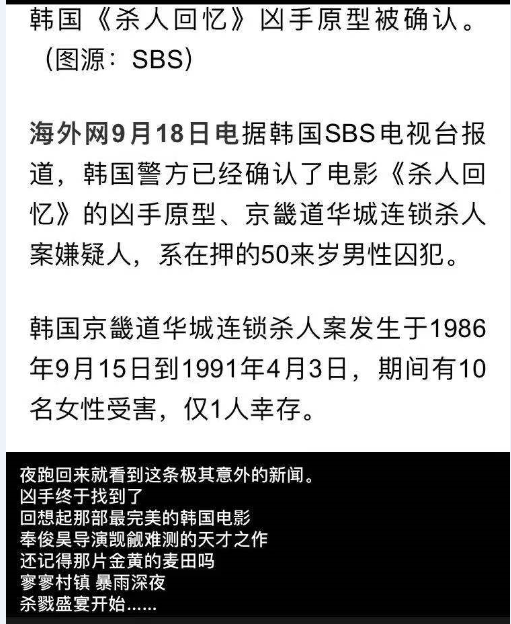 韩国《杀人回忆》凶手原型被确认。
（图源：SBS）
海外网9月18日电据韩国SBS电视台报
道，韩国警方已经确认了电影《杀人回
忆》的凶手原型、京畿道华城连锁杀人
案嫌疑人，系在押的50来岁男性囚犯。
韩国京畿道华城连锁杀人案发生于1986
年9月15日到1991年4月3日，期间有10
名女性受害，仅1人幸存。
夜跑回来就看到这条极其意外的新闻。
凶手终于找到了
回想起那部最完美的韩国电影
奉俊昊导演觊觎难测的天才之作
还记得那片金黄的麦田吗
寥寥村镇 暴雨深夜
杀戮盛宴开始......